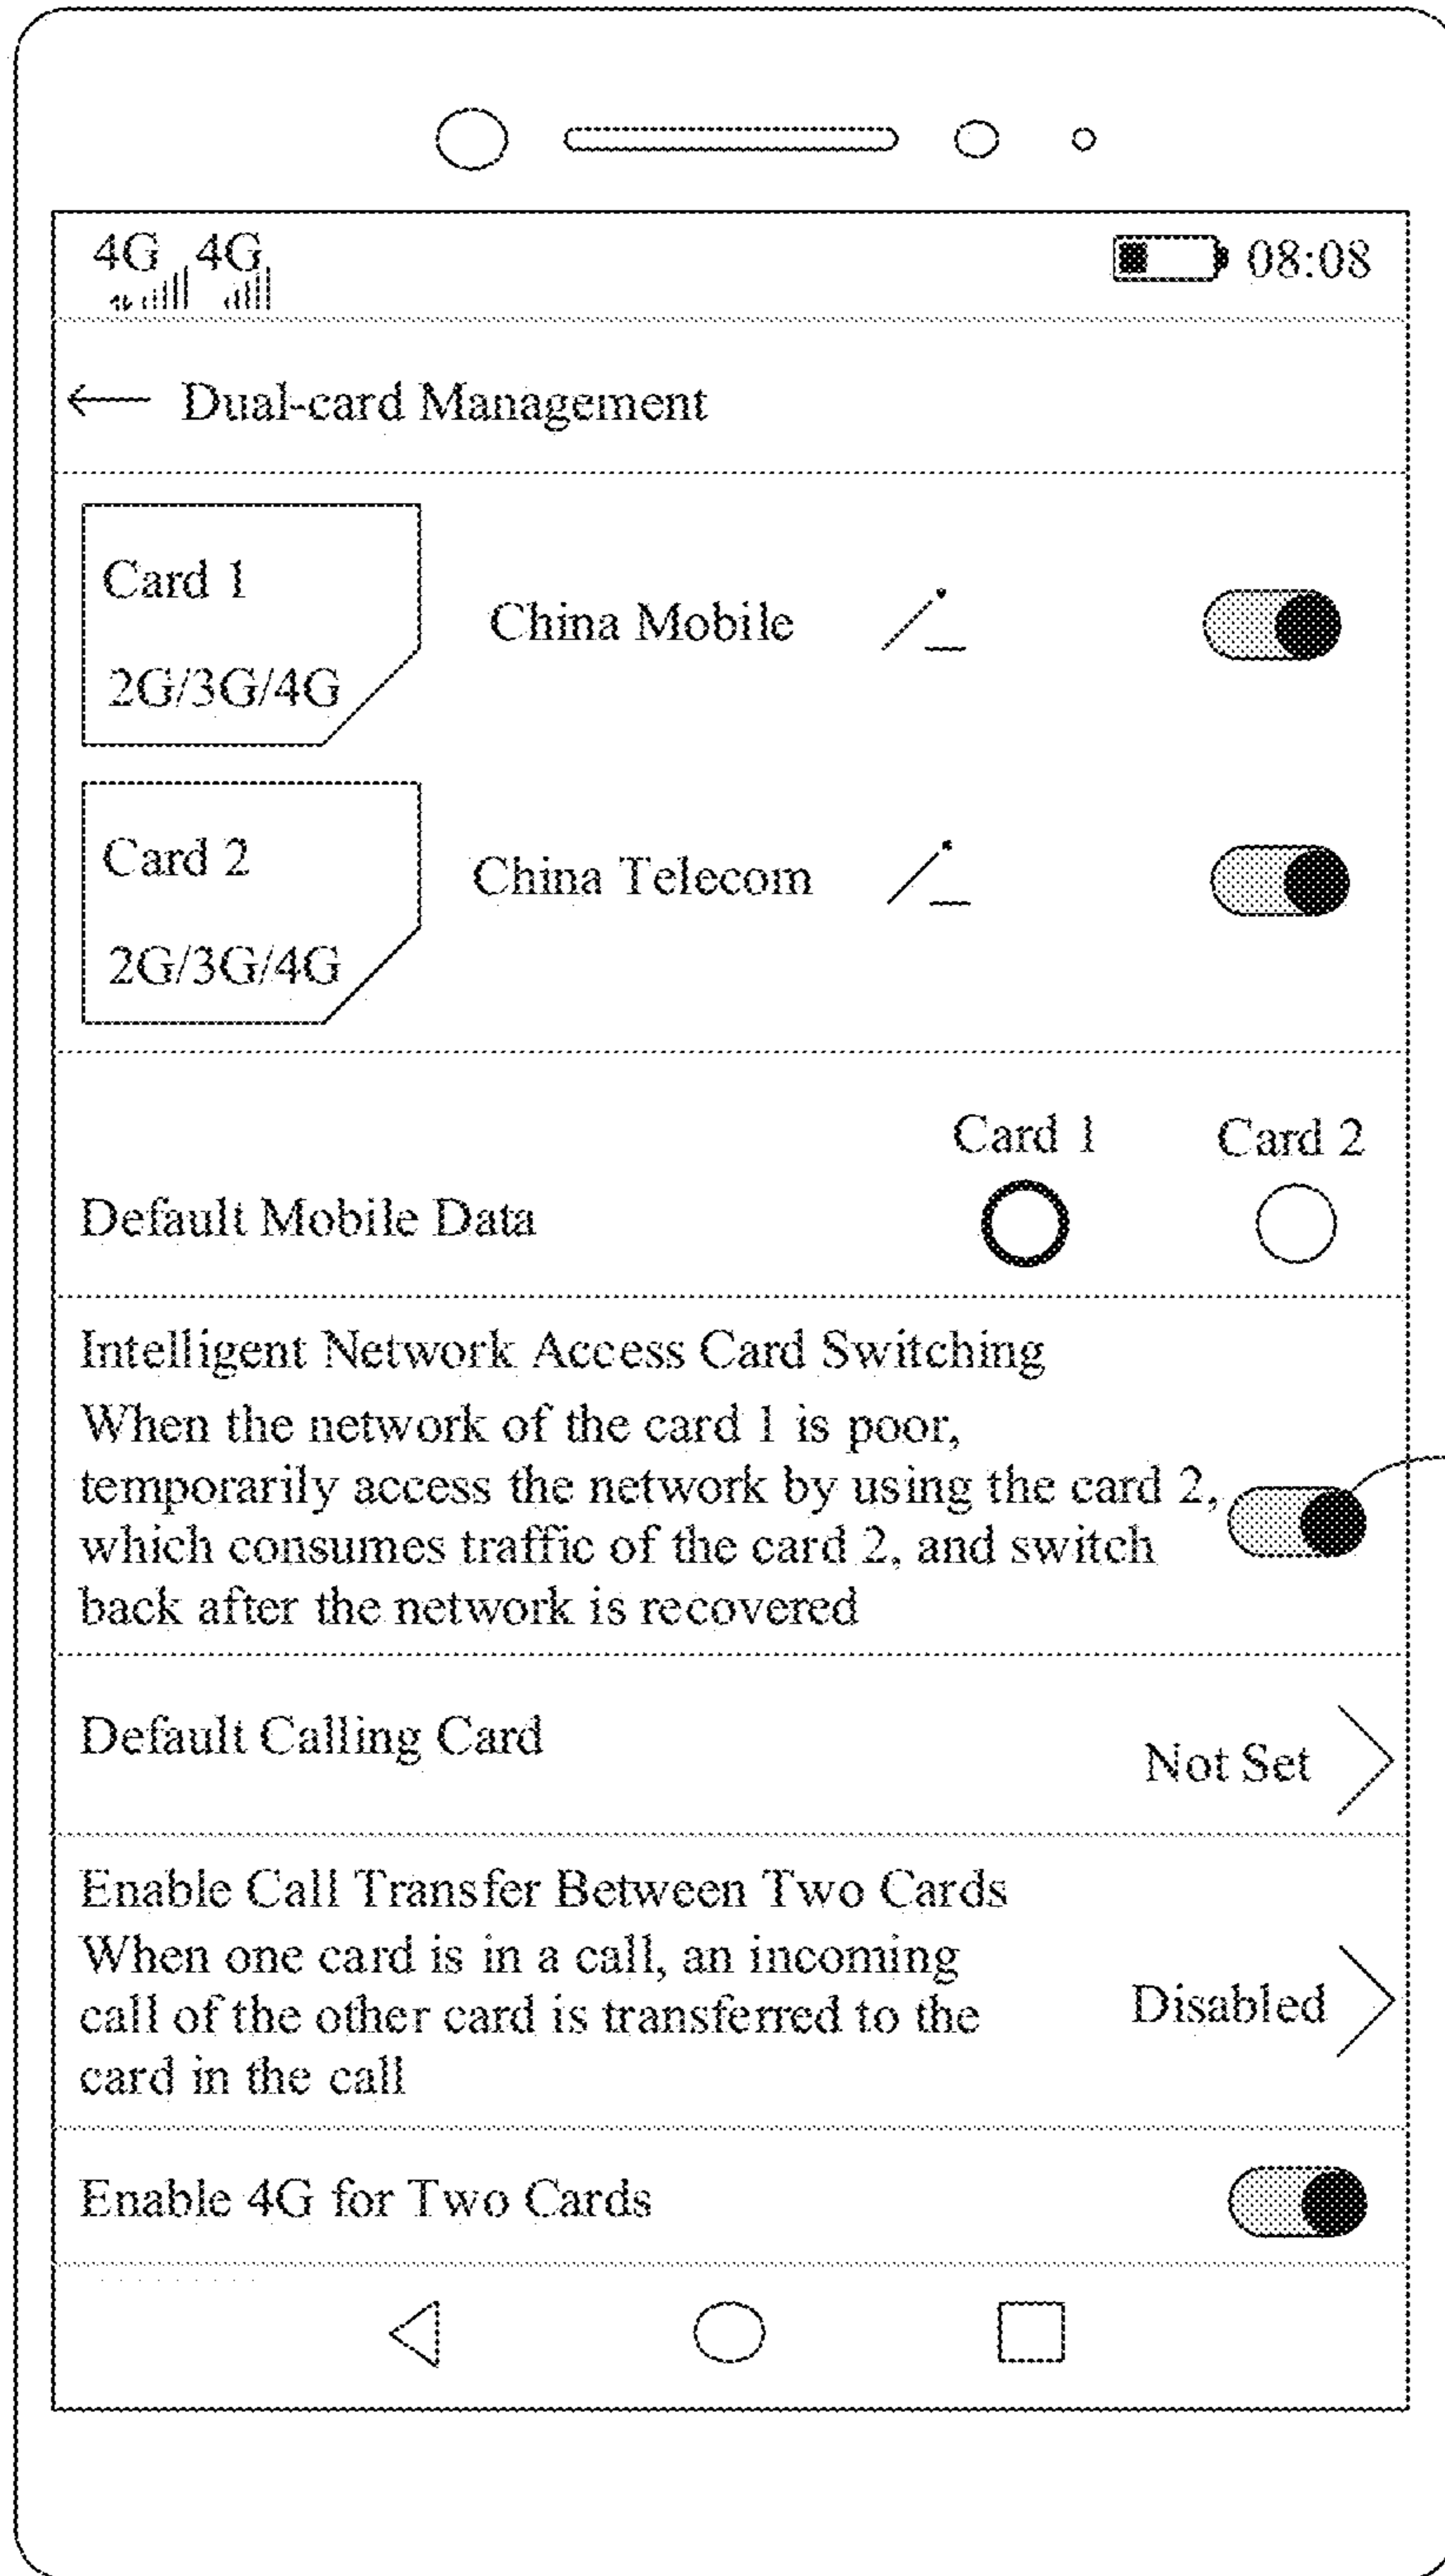 4G 4G 08:08
Dual-card Management
Card 1
China Mobile
2G/3G/4G
Card 2
China Telecom
2G/3G/4G
Card 1 Card 2
Default Mobile Data
Intelligent Network Access Card Switching
When the network of the card 1 is poor,
temporarily access the network by using the card 2,
which consumes traffic of the card 2, and switch
back after the network is recovered
Default Calling Card
Not Set
Enable Call Transfer Between Two Cards
When one card is in a call, an incoming
call of the other card is transferred to the
Disabled
card in the call
Enable 4G for Two Cards